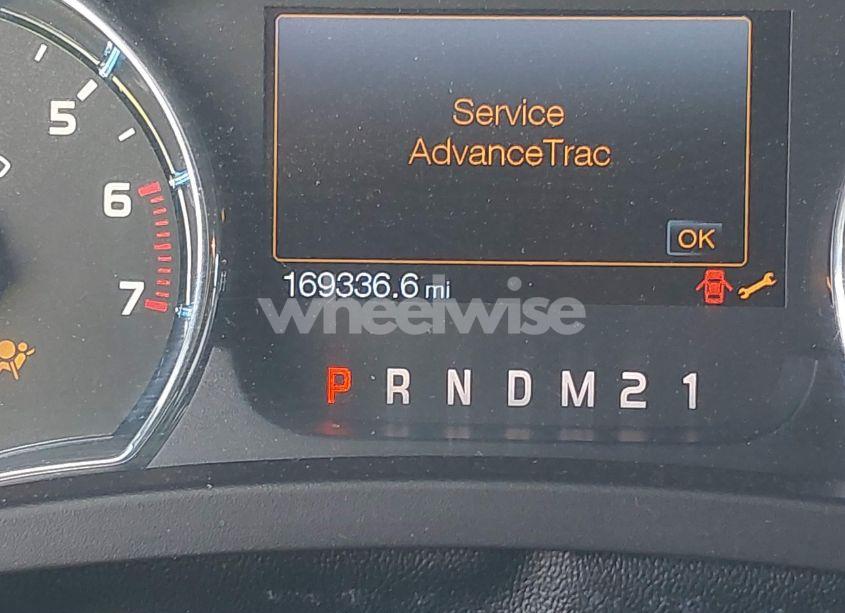 5
6
7
Service
AdvanceTrac
OK
169336.6 mi
wheelwise
P R N D M 2 1